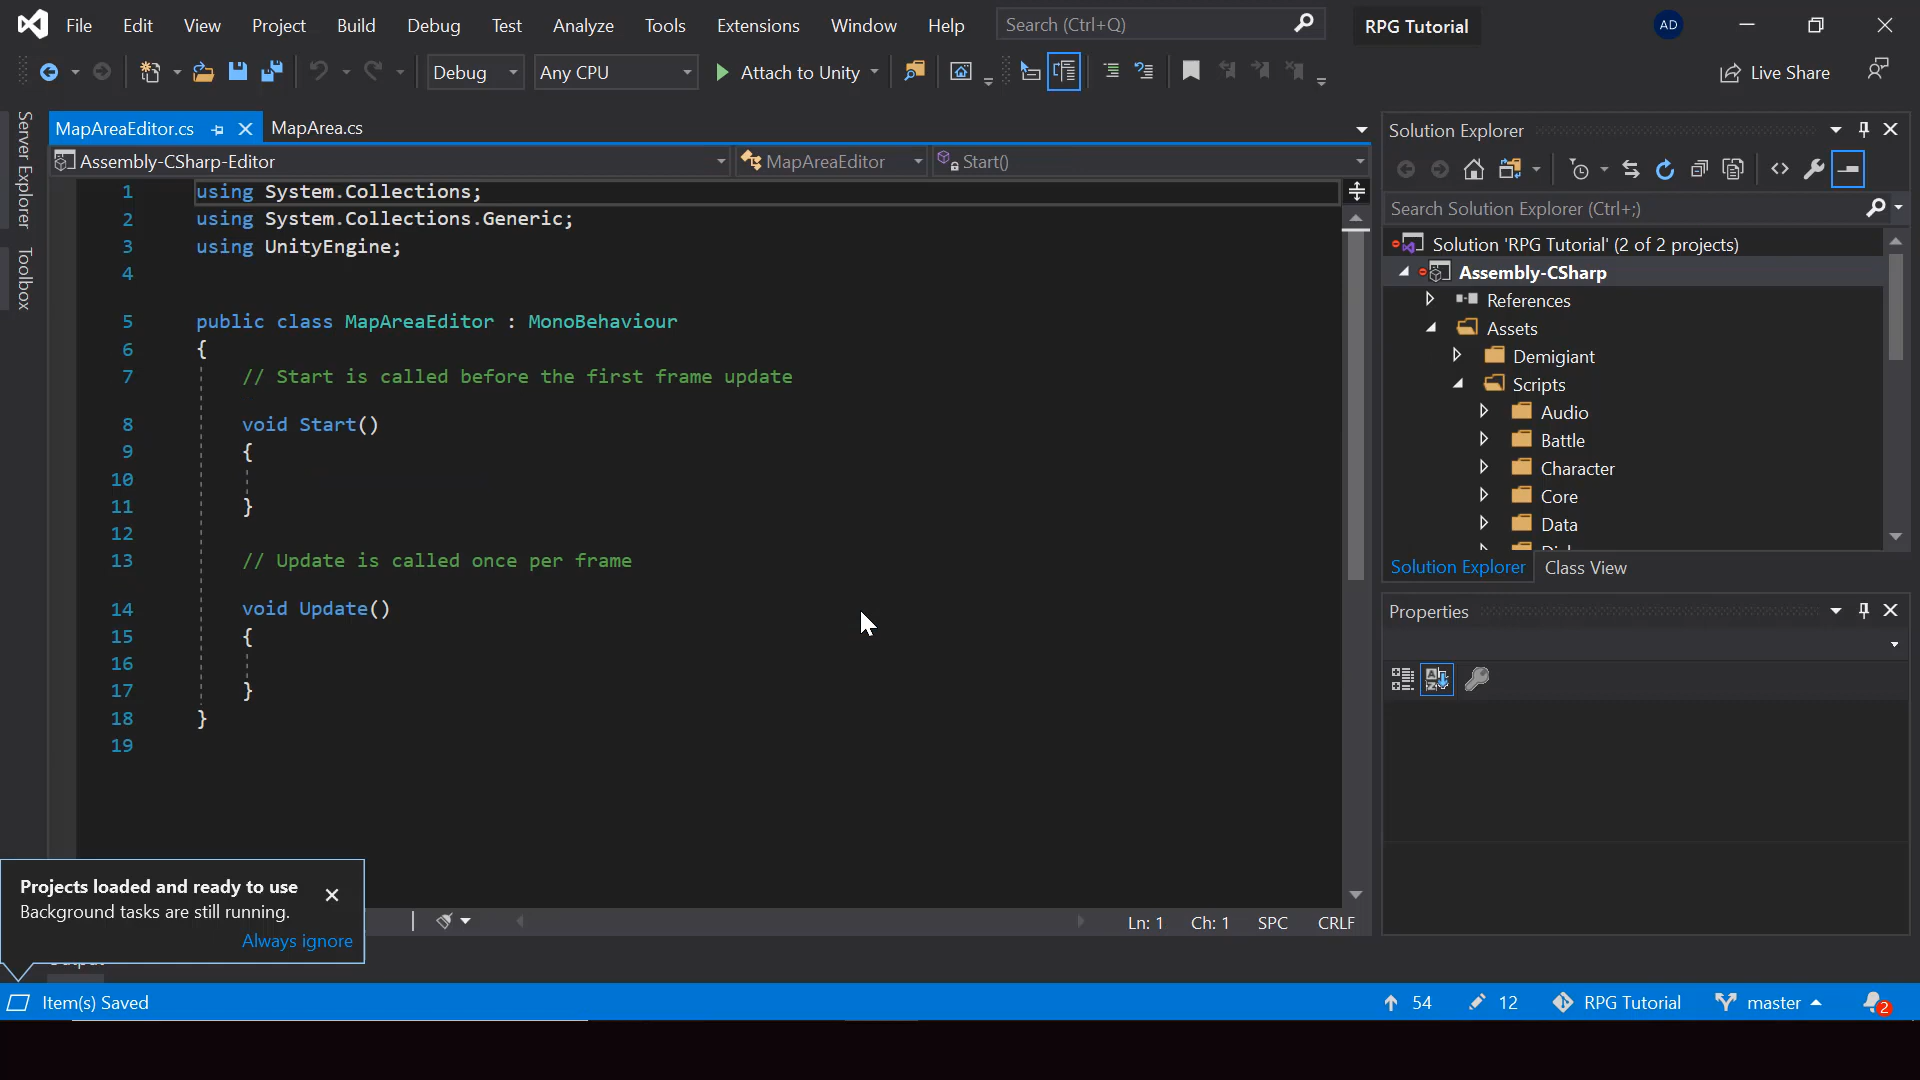 File Edit View Project Build Debug Test Analyze Tools Extensions Window Help Search (Ctrl+Q) RPG Tutorial AD
Debug Any CPU Attach to Unity Live Share
Server Explorer
Toolbox
MapAreaEditor.cs MapArea.cs
Assembly-CSharp-Editor MapAreaEditor Start()
1 using System.Collections;
2 using System.Collections.Generic;
3 using UnityEngine;
4
5 public class MapAreaEditor : MonoBehaviour
6 {
7 // Start is called before the first frame update
8 void Start()
9 {
10
11 }
12
13 // Update is called once per frame
14 void Update()
15 {
16
17 }
18 }
19
Solution Explorer
Search Solution Explorer (Ctrl+;)
Solution 'RPG Tutorial' (2 of 2 projects)
Assembly-CSharp
References
Assets
Demigiant
Scripts
Audio
Battle
Character
Core
Data
Solution Explorer Class View
Properties
Projects loaded and ready to use
Background tasks are still running.
Always ignore
Ln: 1 Ch: 1 SPC CRLF
Item(s) Saved 54 12 RPG Tutorial master 2